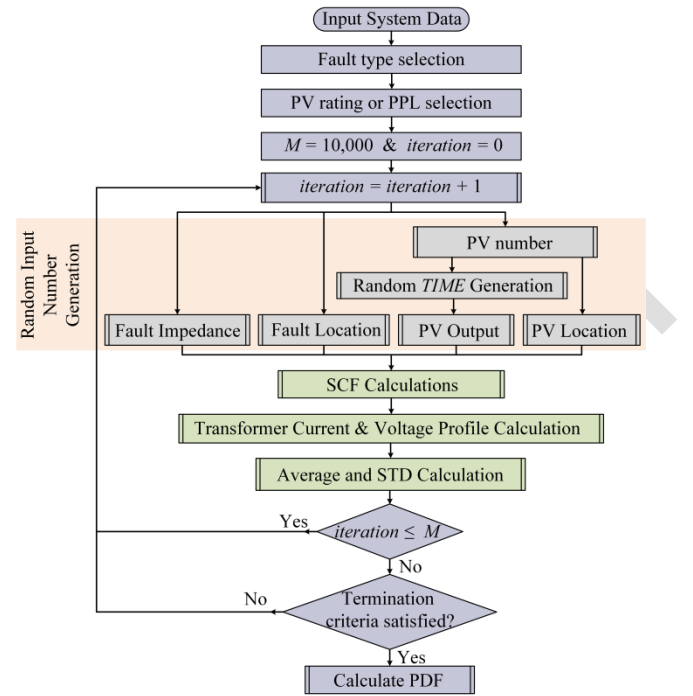 Input System Data
Fault type selection
PV rating or PPL selection
M = 10,000 & iteration = 0
iteration = iteration + 1
Random Input
Number
Generation
PV number
Random TIME Generation
Fault Impedance
Fault Location
PV Output
PV Location
SCF Calculations
Transformer Current & Voltage Profile Calculation
Average and STD Calculation
Yes
iteration ≤ M
No
No
Termination
criteria satisfied?
Yes
Calculate PDF